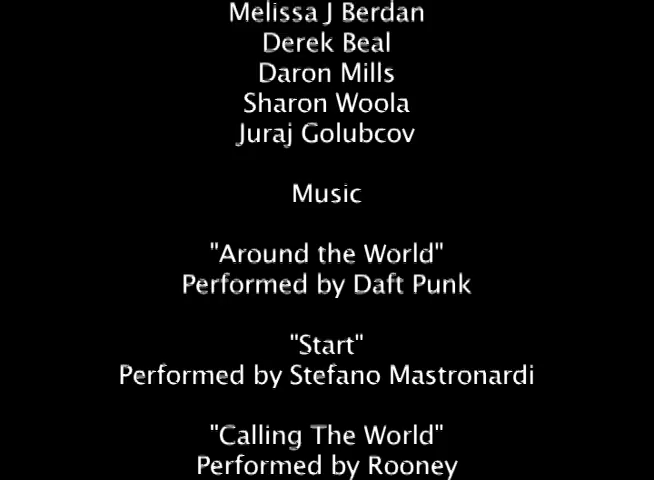 Melissa J Berdan
Derek Beal
Daron Mills
Sharon Woola
Juraj Golubcov
Music
"Around the World"
Performed by Daft Punk
"Start"
Performed by Stefano Mastronardi
"Calling The World"
Performed by Rooney